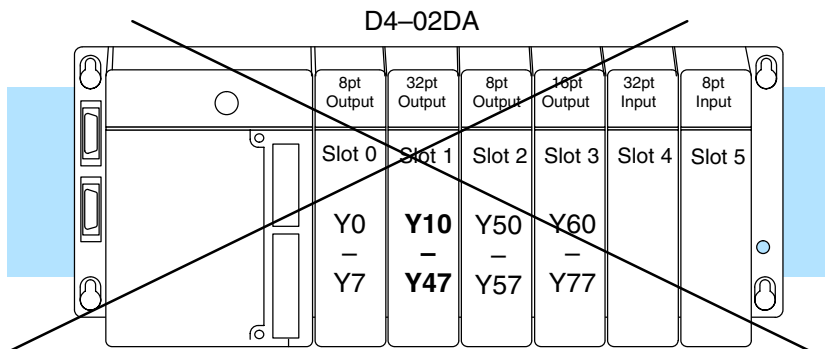 D4–02DA
8pt Output
32pt Output
8pt Output
16pt Output
32pt Input
8pt Input
Slot 0
Slot 1
Slot 2
Slot 3
Slot 4
Slot 5
Y0 – Y7
Y10 – Y47
Y50 – Y57
Y60 – Y77